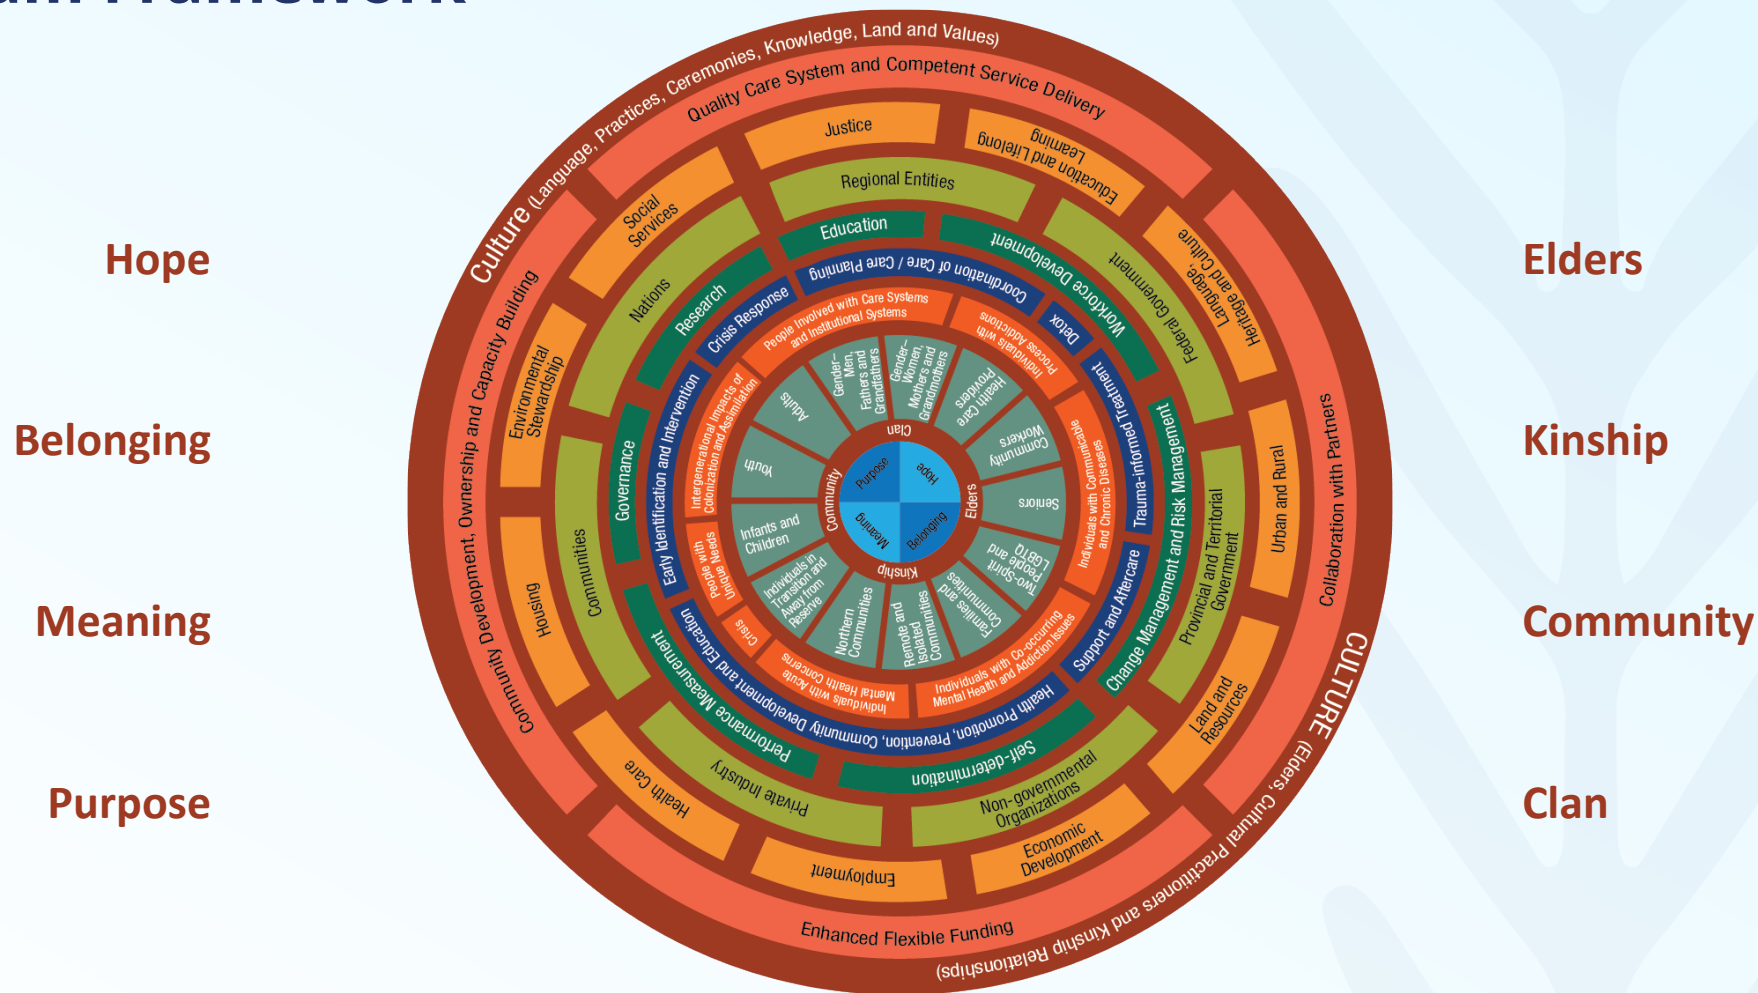 Framework
Hope
Belonging
Meaning
Purpose
Elders
Kinship
Community
Clan
Culture (Language, Practices, Ceremonies, Knowledge, Land and Values)
CULTURE (Elders, Cultural Practitioners and Kinship Relationships)
Quality Care System and Competent Service Delivery
Collaboration with Partners
Enhanced Flexible Funding
Community Development, Ownership and Capacity Building
Justice
Education and Lifelong
Learning
Language,
Heritage and Culture
Urban and Rural
Land and
Resources
Economic
Development
Employment
Health Care
Housing
Environmental
Stewardship
Social
Services
Regional Entities
Federal Government
Provincial and Territorial
Government
Non-governmental
Organizations
Private Industry
Communities
Nations
Education
Workforce Development
Change Management and Risk Management
Self-determination
Performance Measurement
Governance
Research
Coordination of Care / Care Planning
Detox
Trauma-informed Treatment
Support and Aftercare
Health Promotion, Prevention, Community Development and Education
Early Identification and Intervention
Crisis Response
People Involved with Care Systems
and Institutional Systems
Individuals with
Process Addictions
Individuals with Communicable
and Chronic Diseases
Individuals with Co-occurring
Mental Health and Addiction Issues
Individuals with Acute
Mental Health Concerns
Crisis
People with
Unique Needs
Intergenerational Impacts of
Colonization and Assimilation
Gender–
Men,
Fathers and
Grandfathers
Gender–
Women,
Mothers and
Grandmothers
Health Care
Providers
Community
Workers
Seniors
Two-Spirit
People and
LGBTQ
Families and
Communities
Remote and
Isolated
Communities
Northern
Communities
Individuals in
Transition and
Away from
Reserve
Infants and
Children
Youth
Adults
Clan
Elders
Kinship
Community
Purpose
Hope
Belonging
Meaning